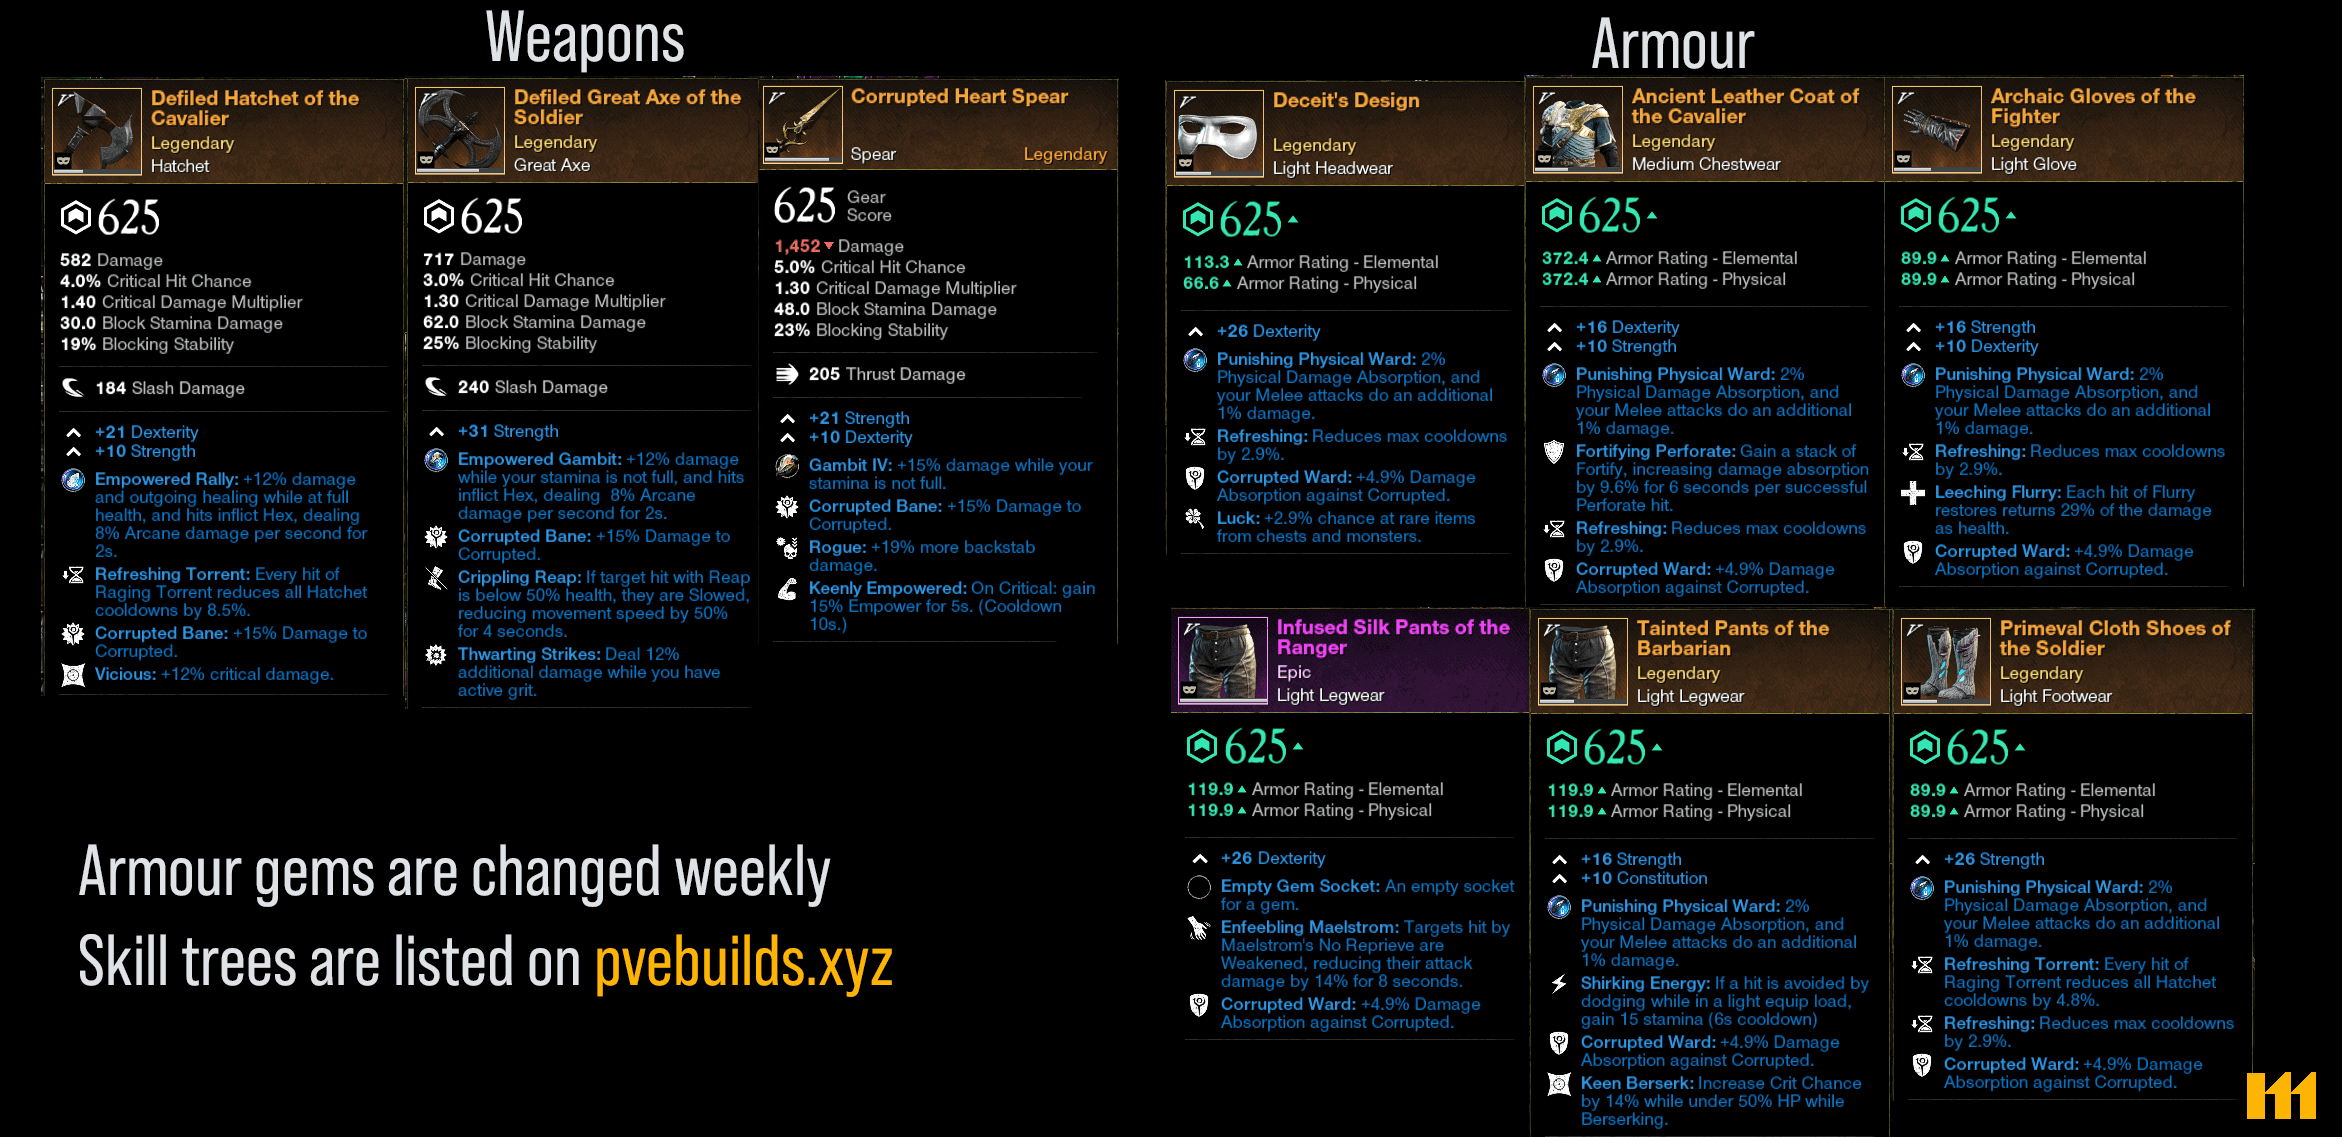 Weapons
Defiled Hatchet of the
Cavalier
Legendary
Hatchet
625
582 Damage
4.0% Critical Hit Chance
1.40 Critical Damage Multiplier
30.0 Block Stamina Damage
19% Blocking Stability
184 Slash Damage
+21 Dexterity
+10 Strength
Empowered Rally: +12% damage
and outgoing healing while at full
health, and hits inflict Hex, dealing
8% Arcane damage per second for
2s.
Refreshing Torrent: Every hit of
Raging Torrent reduces all Hatchet
cooldowns by 8.5%.
Corrupted Bane: +15% Damage to
Corrupted.
Vicious: +12% critical damage.
Defiled Great Axe of the
Soldier
Legendary
Great Axe
625
717 Damage
3.0% Critical Hit Chance
1.30 Critical Damage Multiplier
62.0 Block Stamina Damage
25% Blocking Stability
240 Slash Damage
+31 Strength
Empowered Gambit: +12% damage
while your stamina is not full, and hits
inflict Hex, dealing 8% Arcane
damage per second for 2s.
Corrupted Bane: +15% Damage to
Corrupted.
Crippling Reap: If target hit with Reap
is below 50% health, they are Slowed,
reducing movement speed by 50%
for 4 seconds.
Thwarting Strikes: Deal 12%
additional damage while you have
active grit.
Corrupted Heart Spear
Spear Legendary
625 Gear
Score
1,452 Damage
5.0% Critical Hit Chance
1.30 Critical Damage Multiplier
48.0 Block Stamina Damage
23% Blocking Stability
205 Thrust Damage
+21 Strength
+10 Dexterity
Gambit IV: +15% damage while your
stamina is not full.
Corrupted Bane: +15% Damage to
Corrupted.
Rogue: +19% more backstab
damage.
Keenly Empowered: On Critical: gain
15% Empower for 5s. (Cooldown
10s.)
Armour gems are changed weekly
Skill trees are listed on pvebuilds.xyz
Armour
Deceit's Design
Legendary
Light Headwear
625
113.3 Armor Rating - Elemental
66.6 Armor Rating - Physical
+26 Dexterity
Punishing Physical Ward: 2%
Physical Damage Absorption, and
your Melee attacks do an additional
1% damage.
Refreshing: Reduces max cooldowns
by 2.9%.
Corrupted Ward: +4.9% Damage
Absorption against Corrupted.
Luck: +2.9% chance at rare items
from chests and monsters.
Ancient Leather Coat of
the Cavalier
Legendary
Medium Chestwear
625
372.4 Armor Rating - Elemental
372.4 Armor Rating - Physical
+16 Dexterity
+10 Strength
Punishing Physical Ward: 2%
Physical Damage Absorption, and
your Melee attacks do an additional
1% damage.
Fortifying Perforate: Gain a stack of
Fortify, increasing damage absorption
by 9.6% for 6 seconds per successful
Perforate hit.
Refreshing: Reduces max cooldowns
by 2.9%.
Corrupted Ward: +4.9% Damage
Absorption against Corrupted.
Archaic Gloves of the
Fighter
Legendary
Light Glove
625
89.9 Armor Rating - Elemental
89.9 Armor Rating - Physical
+16 Strength
+10 Dexterity
Punishing Physical Ward: 2%
Physical Damage Absorption, and
your Melee attacks do an additional
1% damage.
Refreshing: Reduces max cooldowns
by 2.9%.
Leeching Flurry: Each hit of Flurry
restores returns 29% of the damage
as health.
Corrupted Ward: +4.9% Damage
Absorption against Corrupted.
Infused Silk Pants of the
Ranger
Epic
Light Legwear
625
119.9 Armor Rating - Elemental
119.9 Armor Rating - Physical
+26 Dexterity
Empty Gem Socket: An empty socket
for a gem.
Enfeebling Maelstrom: Targets hit by
Maelstrom's No Reprieve are
Weakened, reducing their attack
damage by 14% for 8 seconds.
Corrupted Ward: +4.9% Damage
Absorption against Corrupted.
Tainted Pants of the
Barbarian
Legendary
Light Legwear
625
119.9 Armor Rating - Elemental
119.9 Armor Rating - Physical
+16 Strength
+10 Constitution
Punishing Physical Ward: 2%
Physical Damage Absorption, and
your Melee attacks do an additional
1% damage.
Shirking Energy: If a hit is avoided by
dodging while in a light equip load,
gain 15 stamina (6s cooldown)
Corrupted Ward: +4.9% Damage
Absorption against Corrupted.
Keen Berserk: Increase Crit Chance
by 14% while under 50% HP while
Berserking.
Primeval Cloth Shoes of
the Soldier
Legendary
Light Footwear
625
89.9 Armor Rating - Elemental
89.9 Armor Rating - Physical
+26 Strength
Punishing Physical Ward: 2%
Physical Damage Absorption, and
your Melee attacks do an additional
1% damage.
Refreshing Torrent: Every hit of
Raging Torrent reduces all Hatchet
cooldowns by 4.8%.
Refreshing: Reduces max cooldowns
by 2.9%.
Corrupted Ward: +4.9% Damage
Absorption against Corrupted.